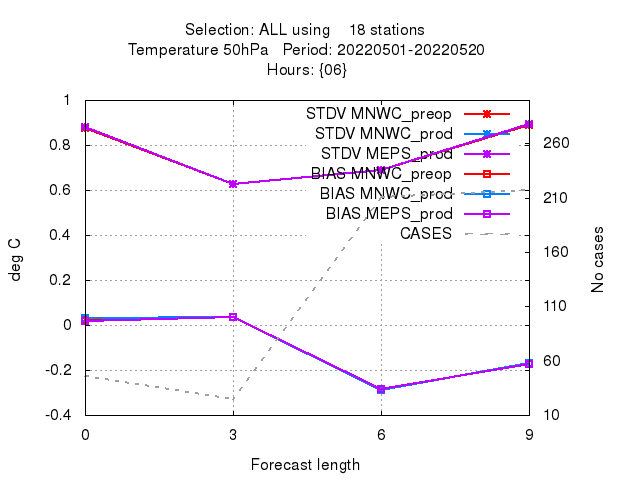 Selection: ALL using 18 stations
Temperature 50hPa Period: 20220501-20220520
Hours: {06}
STDV MNWC_preop
STDV MNWC_prod
STDV MEPS_prod
BIAS MNWC_preop
BIAS MNWC_prod
BIAS MEPS_prod
CASES
deg C
1
0.8
0.6
0.4
0.2
0
-0.2
-0.4
No cases
260
210
160
110
60
10
0 3 6 9
Forecast length